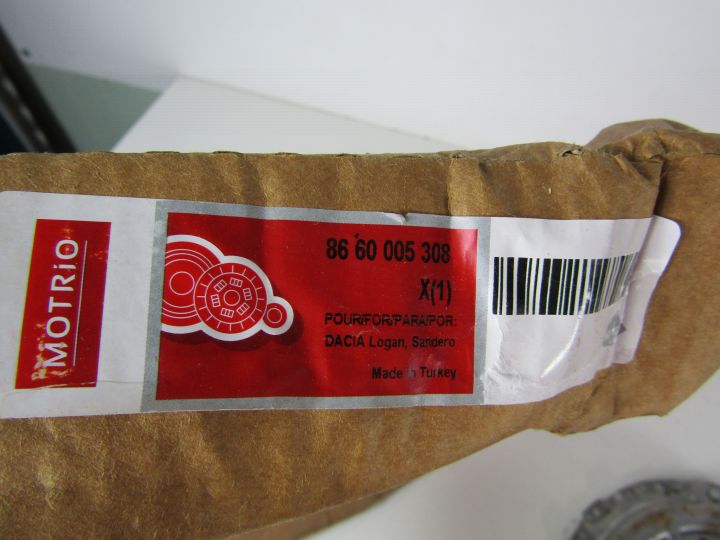 MOTRiO
86 60 005 308
X(1)
POUR/FOR/PARA/POR:
DACIA Logan, Sandero
Made in Turkey